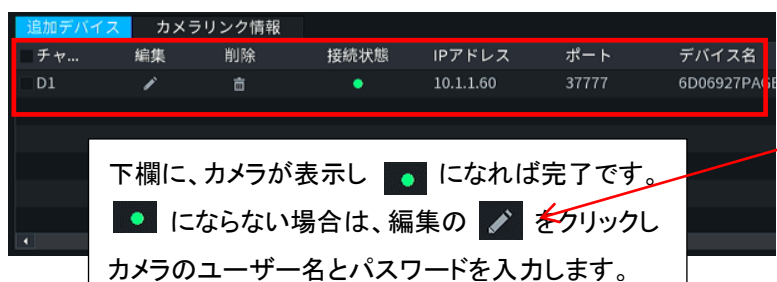 追加デバイス カメラリンク情報
チャ... 編集 削除 接続状態 IPアドレス ポート デバイス名
D1 10.1.1.60 37777 6D06927PAGE
下欄に、カメラが表示し になれば完了です。
にならない場合は、編集の をクリックし
カメラのユーザー名とパスワードを入力します。